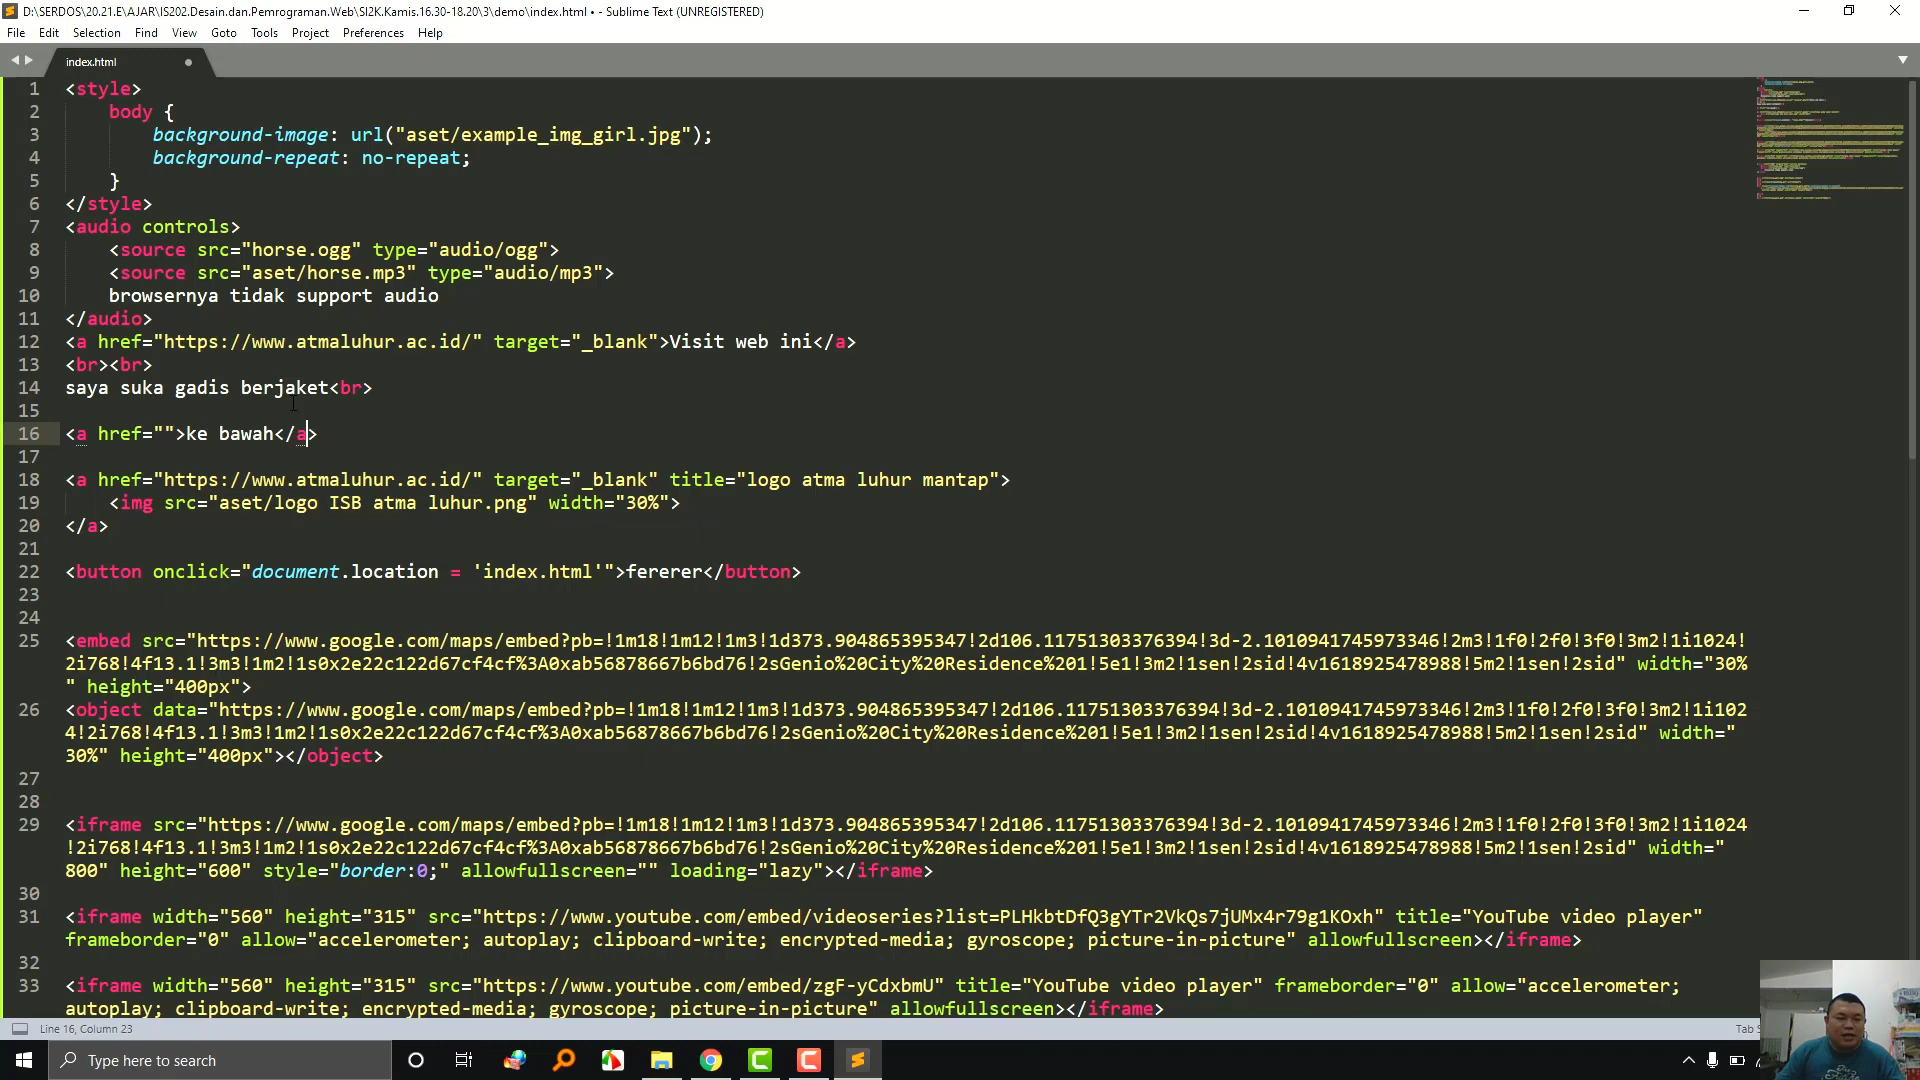 D:\SERDOS\20.21.E\AJAR\IS202.Desain.dan.Pemrograman.Web\SI2K.Kamis.16.30-18.20\3\demo\index.html • - Sublime Text (UNREGISTERED)
File Edit Selection Find View Goto Tools Project Preferences Help
index.html
1 <style>
2 body {
3 background-image: url("aset/example_img_girl.jpg");
4 background-repeat: no-repeat;
5 }
6 </style>
7 <audio controls>
8 <source src="horse.ogg" type="audio/ogg">
9 <source src="aset/horse.mp3" type="audio/mp3">
10 browsernya tidak support audio
11 </audio>
12 <a href="https://www.atmaluhur.ac.id/" target="_blank">Visit web ini</a>
13 <br><br>
14 saya suka gadis berjaket<br>
15
16 <a href="">ke bawah</a>
17
18 <a href="https://www.atmaluhur.ac.id/" target="_blank" title="logo atma luhur mantap">
19 <img src="aset/logo ISB atma luhur.png" width="30%">
20 </a>
21
22 <button onclick="document.location = 'index.html'">fererer</button>
23
24
25 <embed src="https://www.google.com/maps/embed?pb=!1m18!1m12!1m3!1d373.904865395347!2d106.11751303376394!3d-2.1010941745973346!2m3!1f0!2f0!3f0!3m2!1i1024!
2i768!4f13.1!3m3!1m2!1s0x2e22c122d67cf4cf%3A0xab56878667b6bd76!2sGenio%20City%20Residence%201!5e1!3m2!1sen!2sid!4v1618925478988!5m2!1sen!2sid" width="30%
" height="400px">
26 <object data="https://www.google.com/maps/embed?pb=!1m18!1m12!1m3!1d373.904865395347!2d106.11751303376394!3d-2.1010941745973346!2m3!1f0!2f0!3f0!3m2!1i102
4!2i768!4f13.1!3m3!1m2!1s0x2e22c122d67cf4cf%3A0xab56878667b6bd76!2sGenio%20City%20Residence%201!5e1!3m2!1sen!2sid!4v1618925478988!5m2!1sen!2sid" width="
30%" height="400px"></object>
27
28
29 <iframe src="https://www.google.com/maps/embed?pb=!1m18!1m12!1m3!1d373.904865395347!2d106.11751303376394!3d-2.1010941745973346!2m3!1f0!2f0!3f0!3m2!1i1024
!2i768!4f13.1!3m3!1m2!1s0x2e22c122d67cf4cf%3A0xab56878667b6bd76!2sGenio%20City%20Residence%201!5e1!3m2!1sen!2sid!4v1618925478988!5m2!1sen!2sid" width="
800" height="600" style="border:0;" allowfullscreen="" loading="lazy"></iframe>
30
31 <iframe width="560" height="315" src="https://www.youtube.com/embed/videoseries?list=PLHkbtDfQ3gYTr2VkQs7jUMx4r79g1KOxh" title="YouTube video player"
frameborder="0" allow="accelerometer; autoplay; clipboard-write; encrypted-media; gyroscope; picture-in-picture" allowfullscreen></iframe>
32
33 <iframe width="560" height="315" src="https://www.youtube.com/embed/zgF-yCdxbmU" title="YouTube video player" frameborder="0" allow="accelerometer;
autoplay; clipboard-write; encrypted-media; gyroscope; picture-in-picture" allowfullscreen></iframe>
Line 16, Column 23
Tab
Type here to search